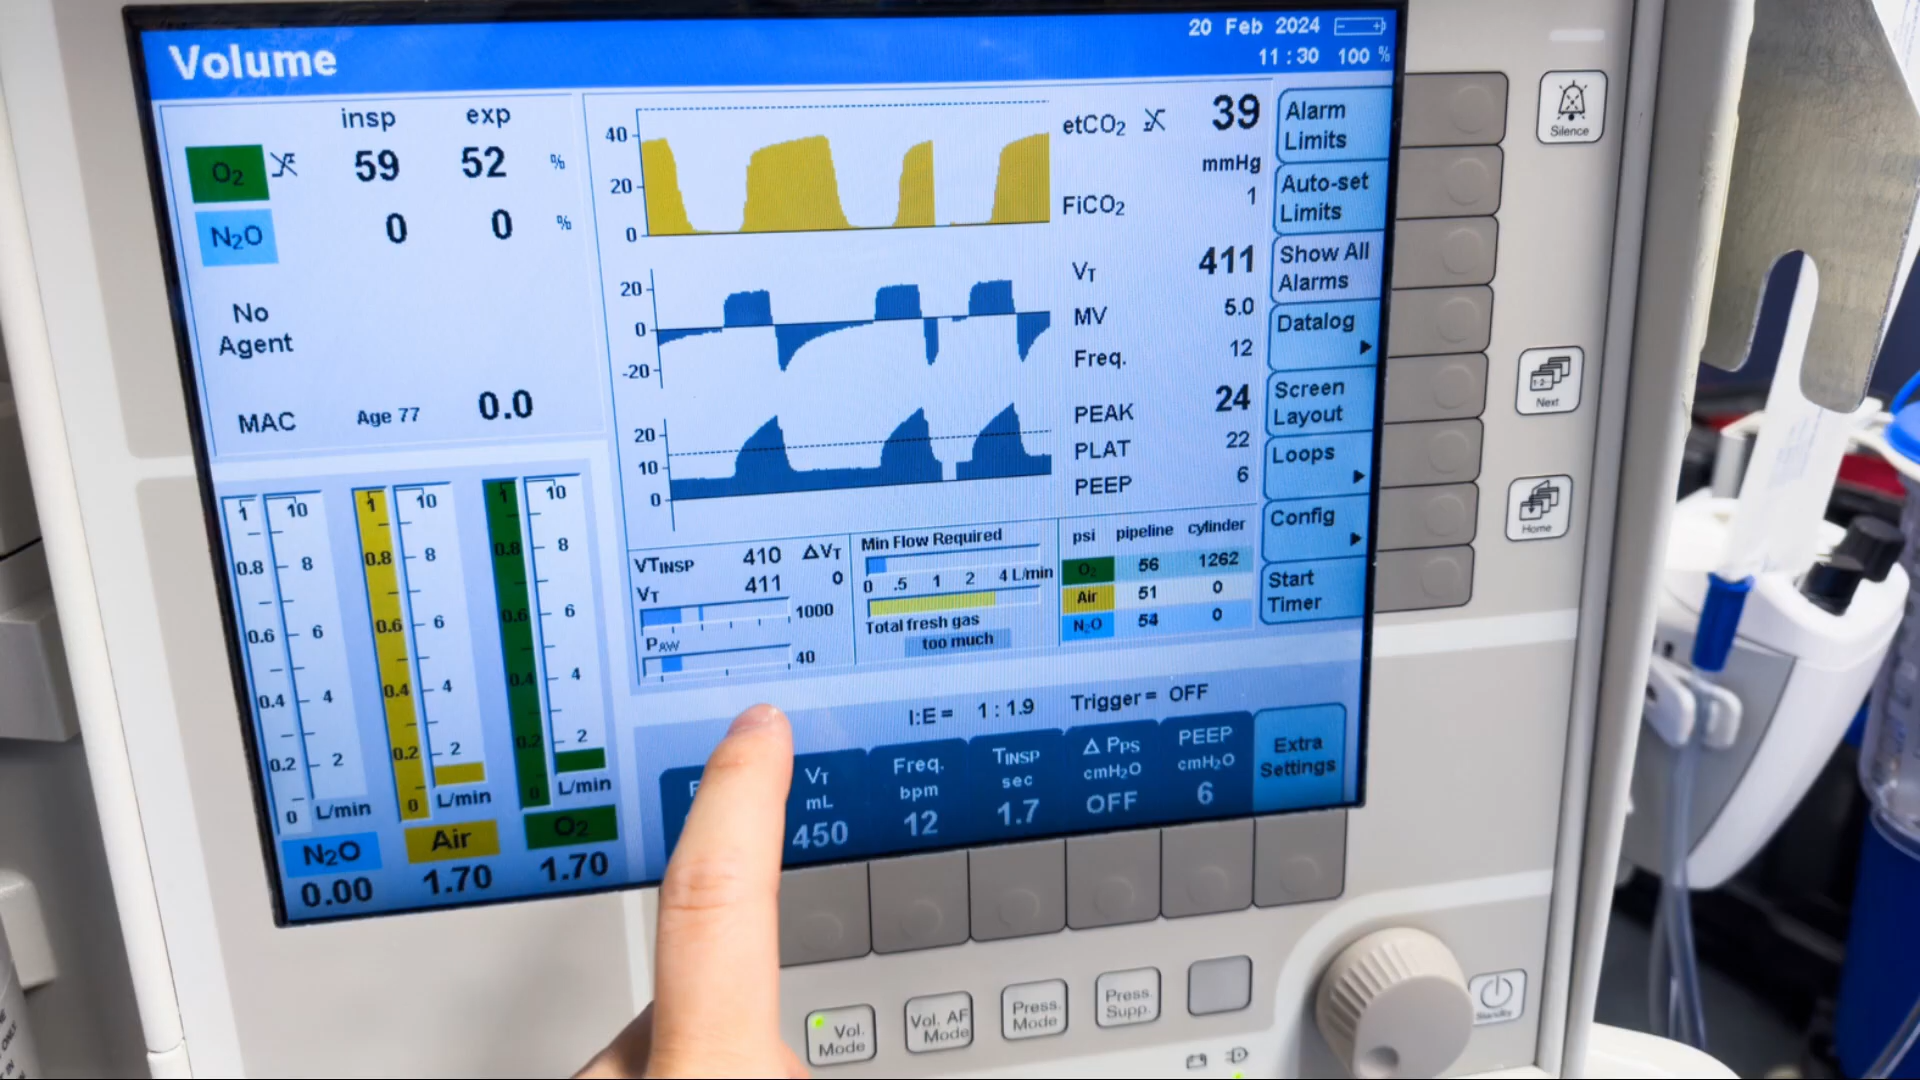 Volume
20 Feb 2024
11:30 100 %
insp exp
O2 59 52 %
N2O 0 0 %
No
Agent
MAC Age 77 0.0
40
20
0
etCO2 39
mmHg
FiCO2 1
20
0
-20
VT 411
MV 5.0
Freq. 12
20
10
0
PEAK 24
PLAT 22
PEEP 6
Alarm
Limits
Auto-set
Limits
Show All
Alarms
Datalog
Screen
Layout
Loops
Config
Start
Timer
1 10 1 10 1 10
0.8 8 0.8 8 0.8 8
0.6 6 0.6 6 0.6 6
0.4 4 0.4 4 0.4 4
0.2 2 0.2 2 0.2 2
0 L/min 0 L/min 0 L/min
N2O Air O2
0.00 1.70 1.70
VTINSP 410 ΔVT
VT 411 0
1000
PAW
40
Min Flow Required
0 .5 1 2 4 L/min
Total fresh gas
too much
psi pipeline cylinder
O2 56 1262
Air 51 0
N2O 54 0
I:E = 1 : 1.9 Trigger = OFF
VT
mL
450
Freq.
bpm
12
TINSP
sec
1.7
Δ PPS
cmH2O
OFF
PEEP
cmH2O
6
Extra
Settings
Silence
Next
Home
Vol.
Mode
Vol. AF
Mode
Press.
Mode
Press.
Supp.
Standby